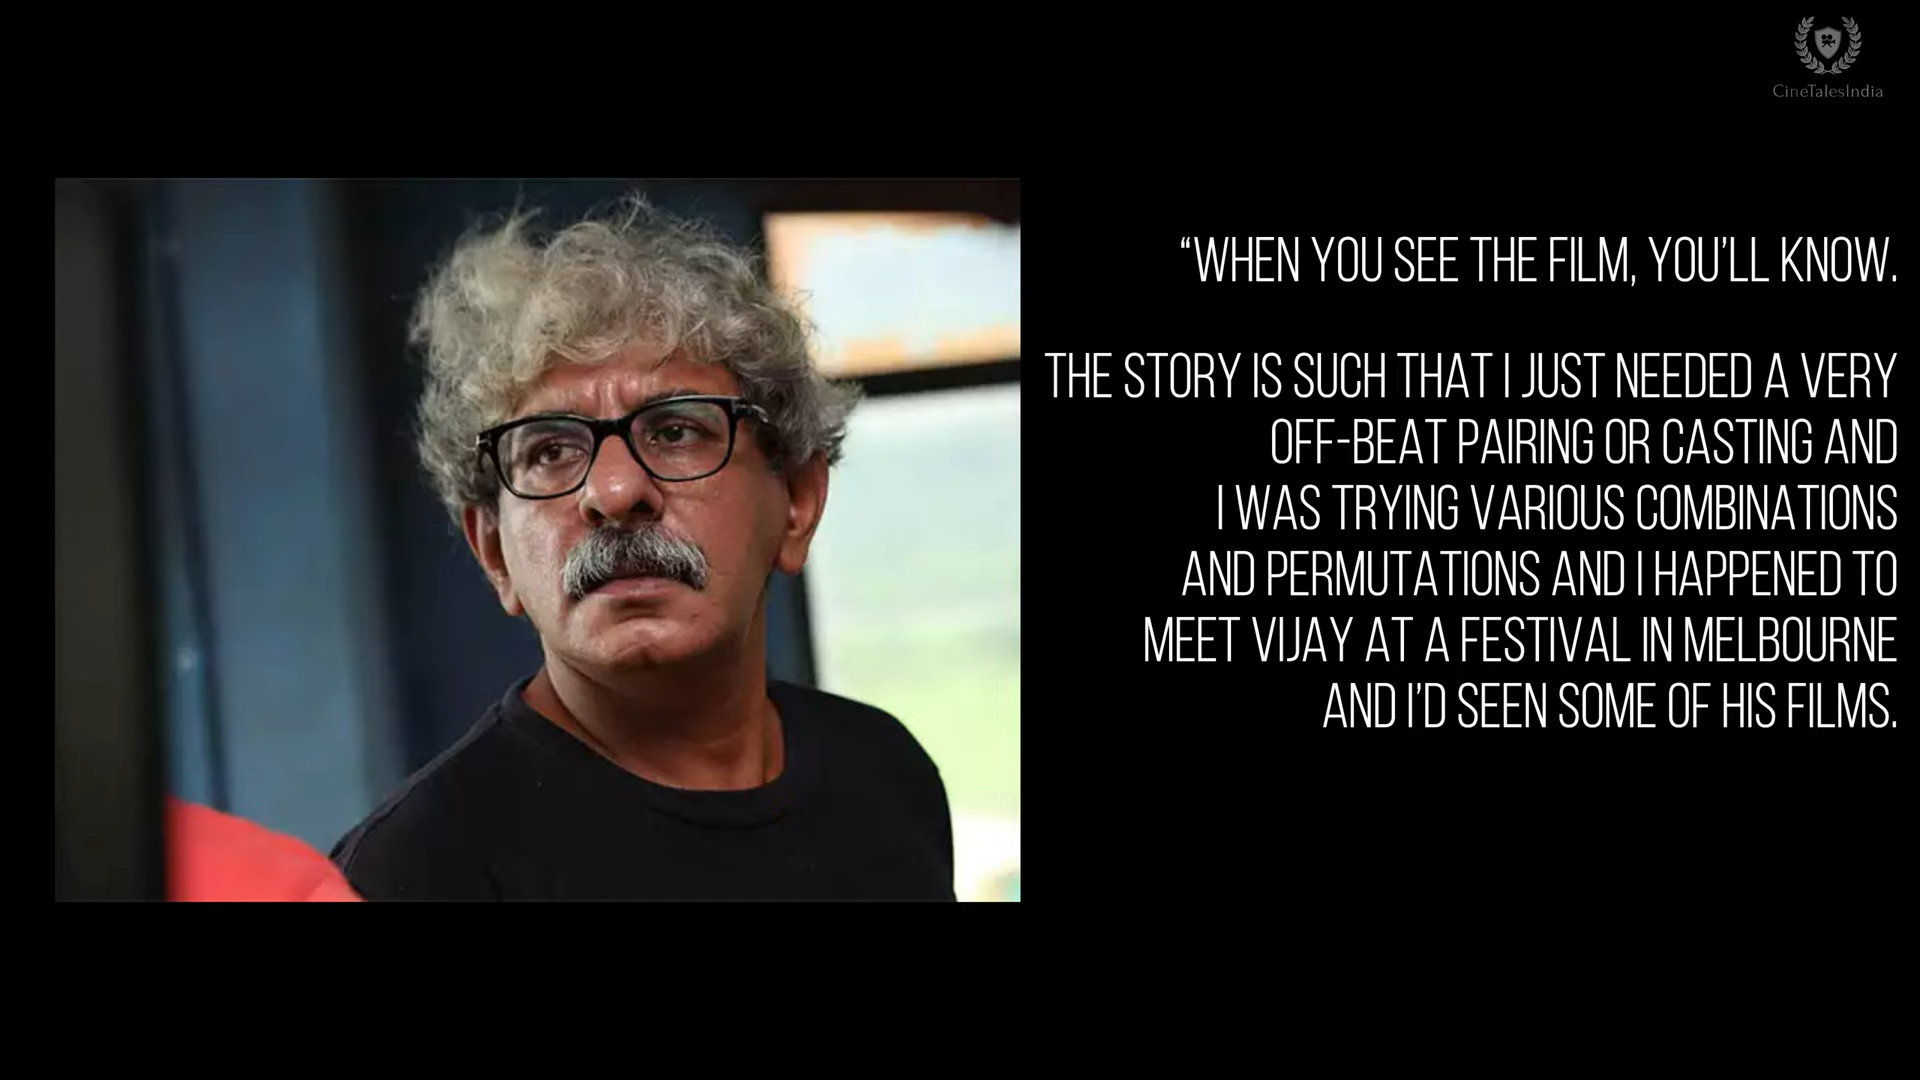 CineTalesIndia
“WHEN YOU SEE THE FILM, YOU’LL KNOW.
THE STORY IS SUCH THAT I JUST NEEDED A VERY
OFF-BEAT PAIRING OR CASTING AND
I WAS TRYING VARIOUS COMBINATIONS
AND PERMUTATIONS AND I HAPPENED TO
MEET VIJAY AT A FESTIVAL IN MELBOURNE
AND I’D SEEN SOME OF HIS FILMS.